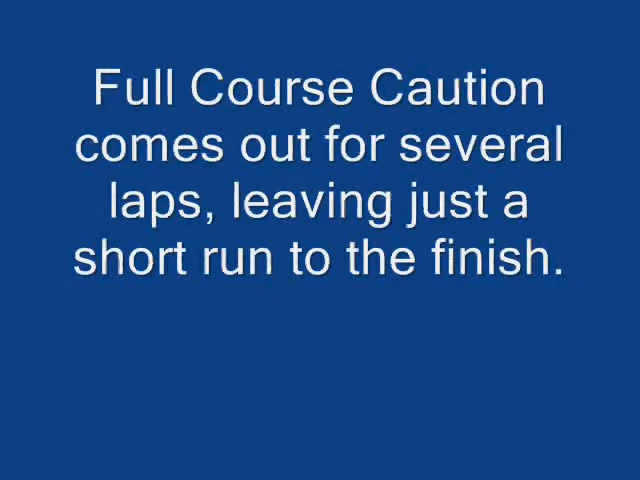 Full Course Caution
comes out for several
laps, leaving just a
short run to the finish.